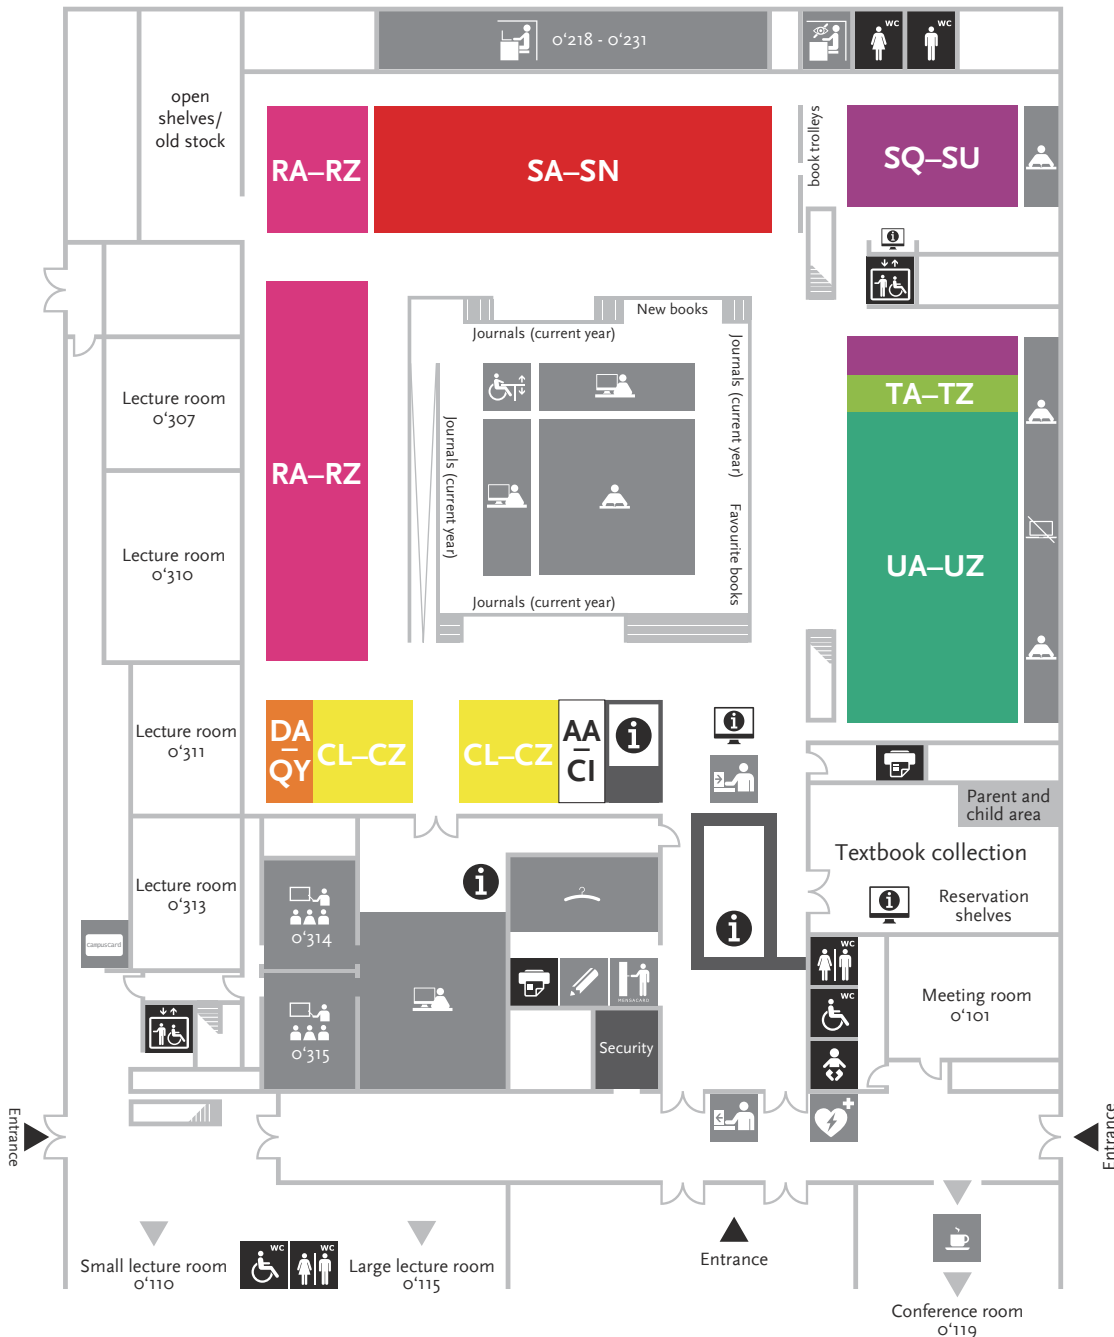 0‘218 - 0‘231
WC
WC
open
shelves/
old stock
RA–RZ
SA–SN
book trolleys
SQ–SU
New books
Journals (current year)
Journals (current year)
TA–TZ
Lecture room
0‘307
Journals (current year)
RA–RZ
Favourite books
Lecture room
0‘310
UA–UZ
Journals (current year)
Lecture room
0‘311
DA
–
QY
CL–CZ
CL–CZ
AA
–
CI
Parent and
child area
Textbook collection
Lecture room
0‘313
Reservation
shelves
campuscard
0‘314
WC
MENSACARD
WC
Meeting room
0‘101
0‘315
Security
Entrance
Entrance
Small lecture room
0‘110
WC
WC
Large lecture room
0‘115
Entrance
Conference room
0‘119